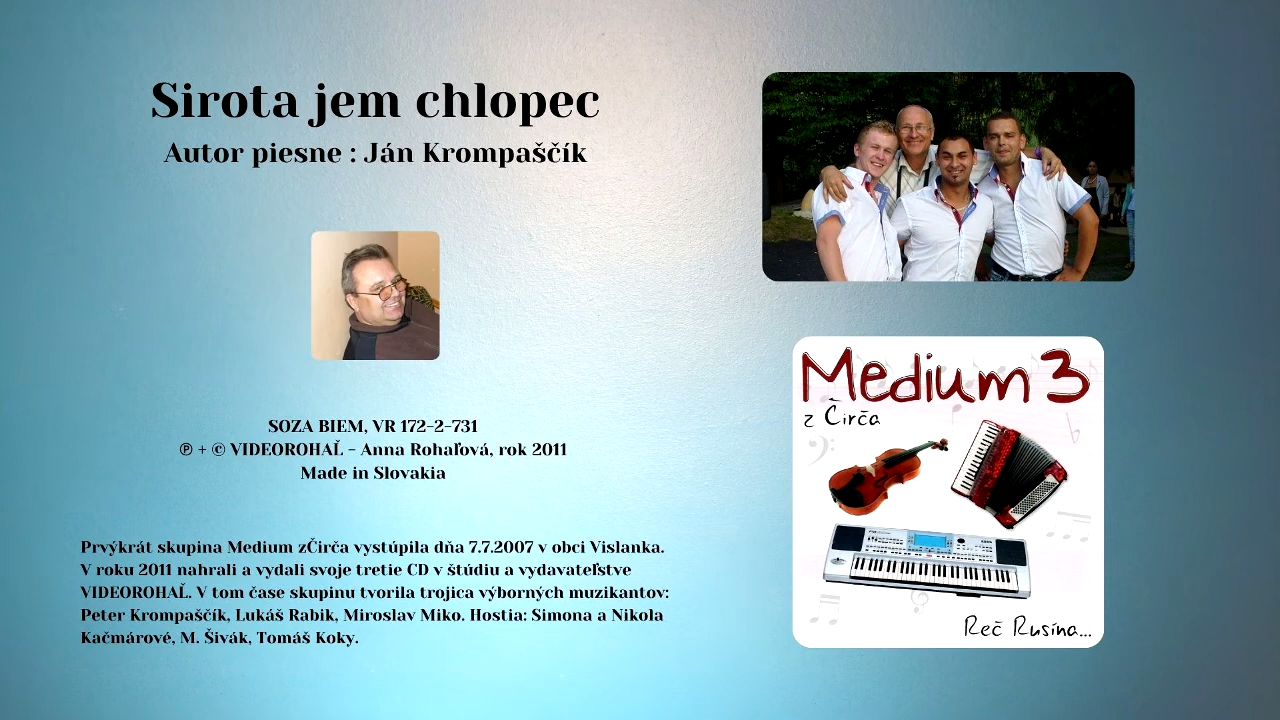 Sirota jem chlopec
Autor piesne : Ján Krompaščík
SOZA BIEM, VR 172-2-731
℗ + © VIDEOROHAĽ - Anna Rohaľová, rok 2011
Made in Slovakia
Prvýkrát skupina Medium zČirča vystúpila dňa 7.7.2007 v obci Vislanka.
V roku 2011 nahrali a vydali svoje tretie CD v štúdiu a vydavateľstve
VIDEOROHAĽ. V tom čase skupinu tvorila trojica výborných muzikantov:
Peter Krompaščík, Lukáš Rabik, Miroslav Miko. Hostia: Simona a Nikola
Kačmárové, M. Šivák, Tomáš Koky.
Medium 3
z Čirča
Reč Rusína...